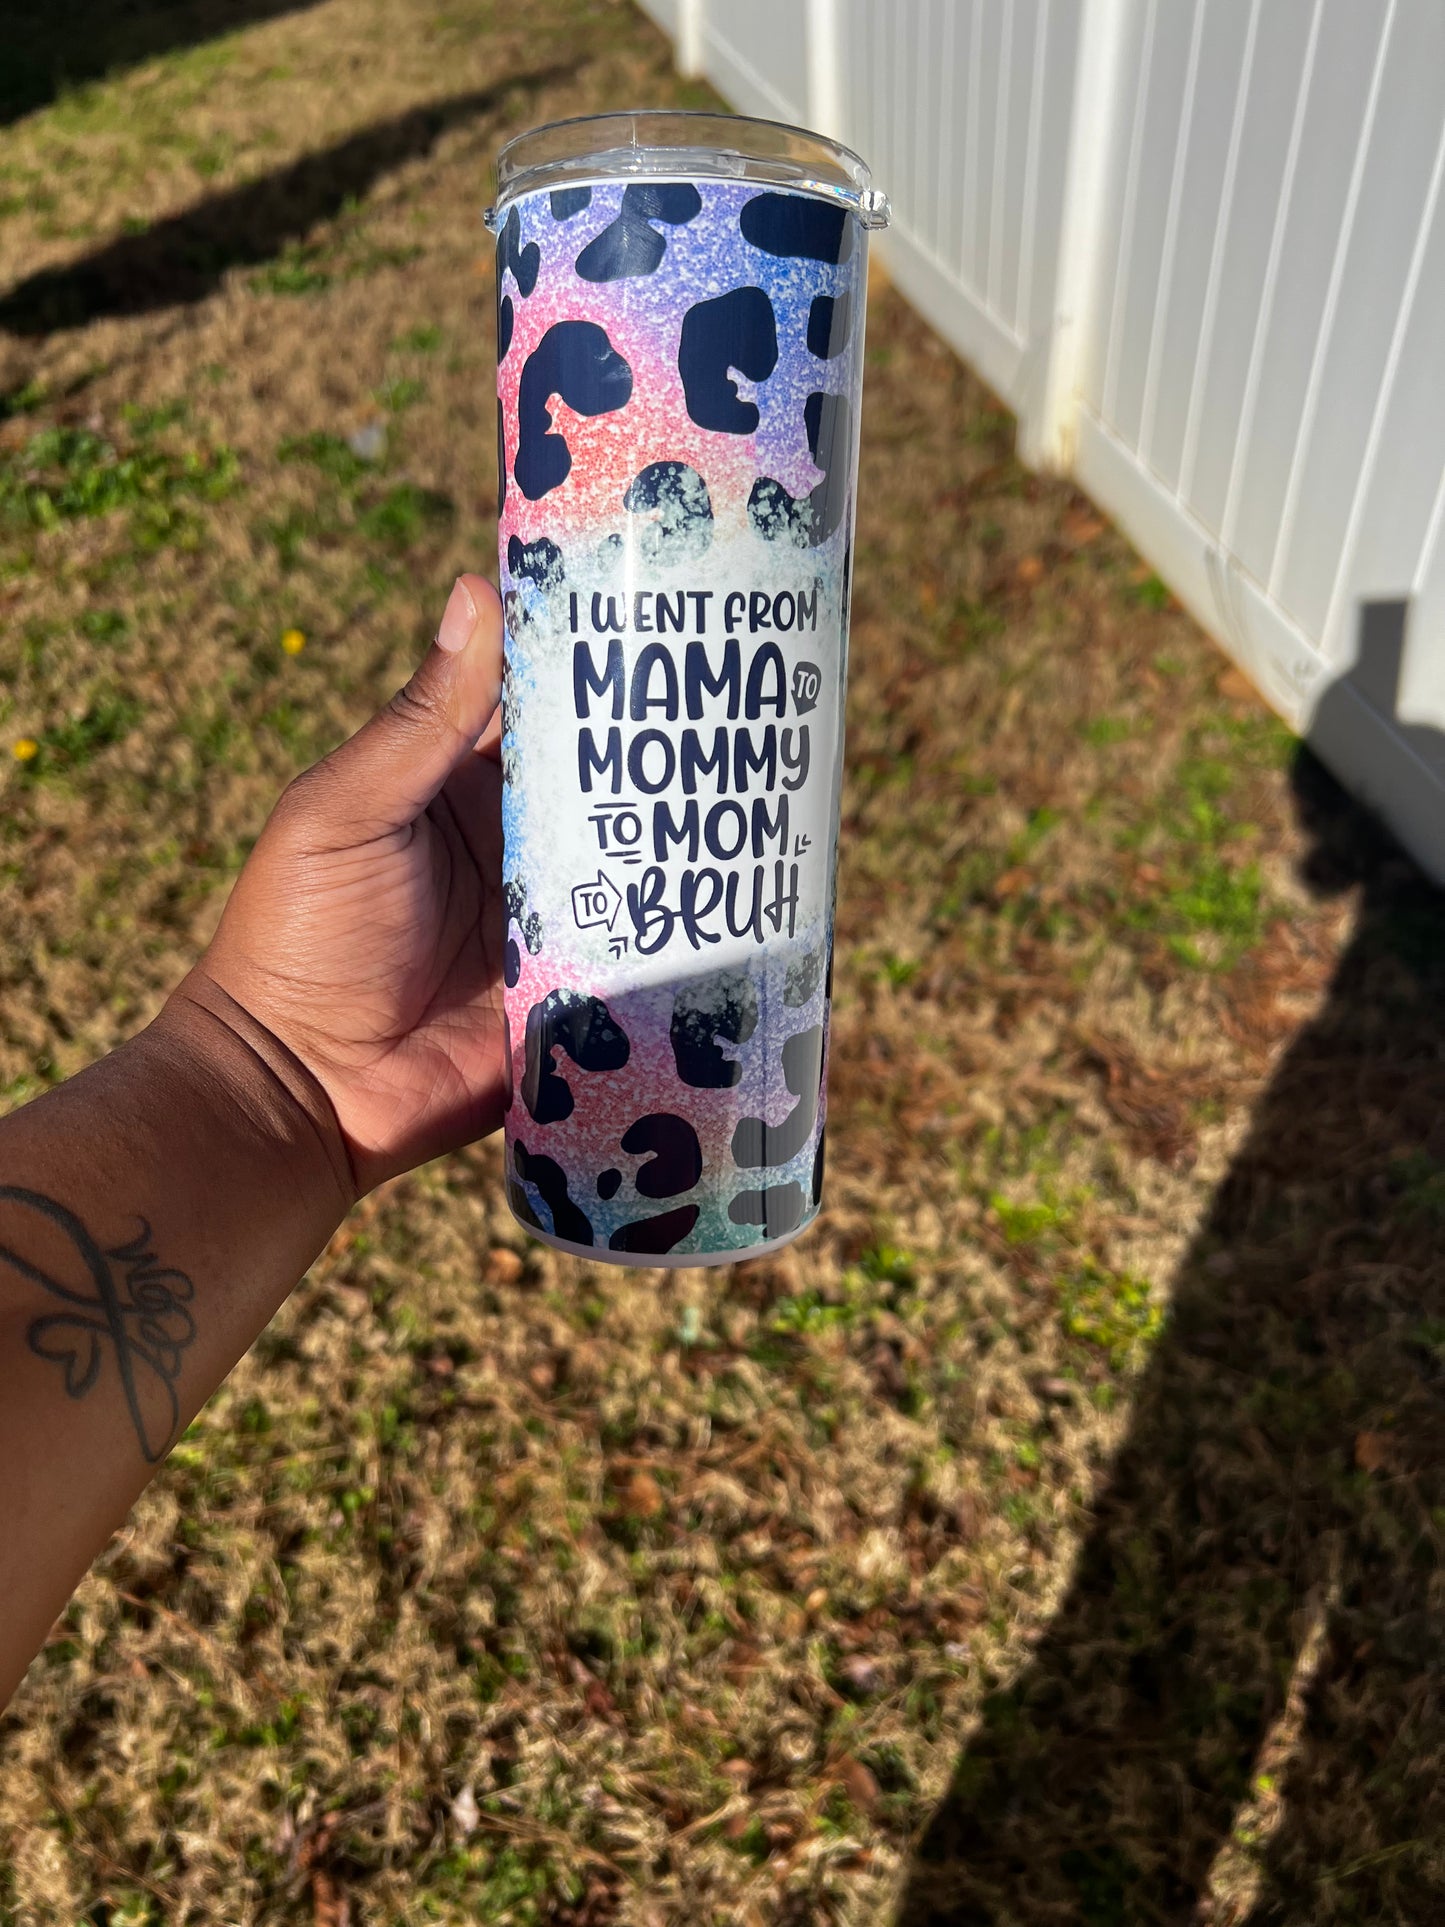 I WENT FROM
MAMA TO
MOMMY
TO MOM
TO BRUH